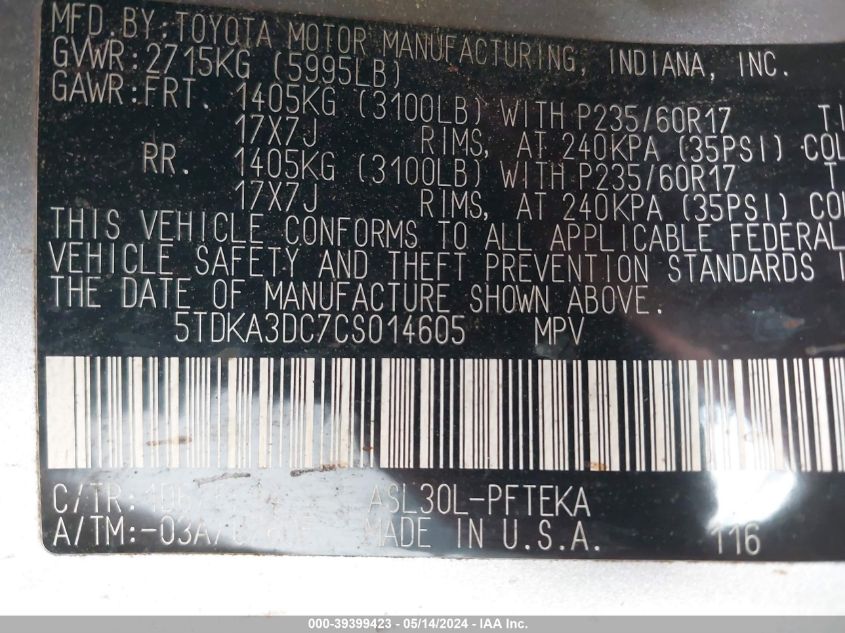 MFD.BY:TOYOTA MOTOR MANUFACTURING, INDIANA, INC.
GVWR:2715KG (5995LB)
GAWR:FRT. 1405KG (3100LB) WITH P235/60R17
17X7J RIMS, AT 240KPA (35PSI)
RR. 1405KG (3100LB) WITH P235/60R17
17X7J RIMS, AT 240KPA (35PSI)
THIS VEHICLE CONFORMS TO ALL APPLICABLE FEDERAL
VEHICLE SAFETY AND THEFT PREVENTION STANDARDS
THE DATE OF MANUFACTURE SHOWN ABOVE.
5TDKA3DC7CS014605 MPV
C/TR: ASL30L-PFTEKA
A/TM: MADE IN U.S.A. 116
000-39399423 / 05/14/2024 / IAA Inc.